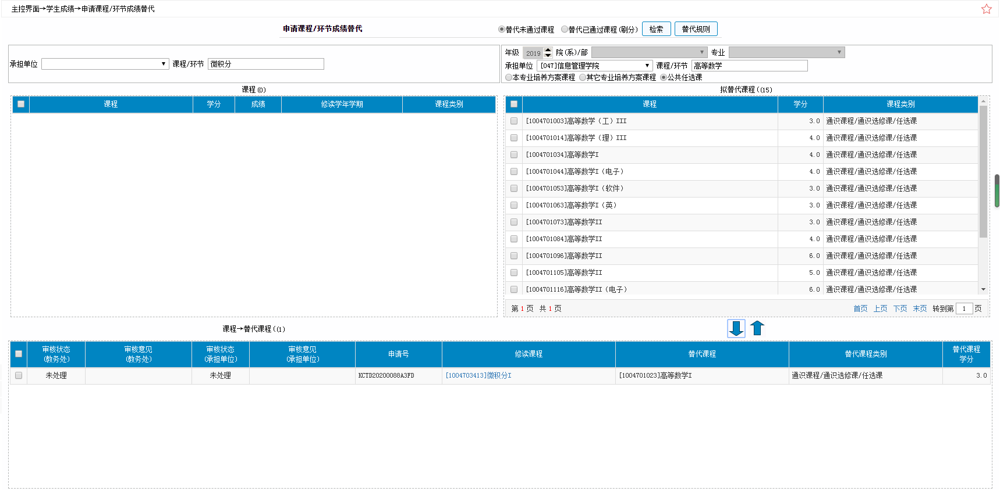 主控界面→学生成绩→申请课程/环节成绩替代
申请课程/环节成绩替代 替代未通过课程 替代已通过课程(刷分) 检索 替代规则
承担单位 课程/环节 微积分
年级 2019 院(系)/部 专业
承担单位 [047]信息管理学院 课程/环节 高等数学
本专业培养方案课程 其它专业培养方案课程 公共任选课
课程(0)
课程 学分 成绩 修读学年学期 课程类别
拟替代课程((15)
课程 学分 课程类别
[1004701003]高等数学（工）III 3.0 通识课程/通识选修课/任选课
[1004701014]高等数学（理）III 4.0 通识课程/通识选修课/任选课
[1004701034]高等数学I 4.0 通识课程/通识选修课/任选课
[1004701044]高等数学I（电子） 4.0 通识课程/通识选修课/任选课
[1004701053]高等数学I（软件） 3.0 通识课程/通识选修课/任选课
[1004701063]高等数学I（英） 3.0 通识课程/通识选修课/任选课
[1004701073]高等数学II 3.0 通识课程/通识选修课/任选课
[1004701084]高等数学II 4.0 通识课程/通识选修课/任选课
[1004701096]高等数学II 6.0 通识课程/通识选修课/任选课
[1004701105]高等数学II 5.0 通识课程/通识选修课/任选课
[1004701116]高等数学II（电子） 6.0 通识课程/通识选修课/任选课
第 1 页 共 1 页 首页 上页 下页 末页 转到第 1 页
课程→替代课程((1)
审核状态(教务处) 审核意见(教务处) 审核状态(承担单位) 审核意见(承担单位) 申请号 修读课程 替代课程 替代课程类别 替代课程学分
未处理 未处理 KCTD20200088A3FD [1004703413]微积分I [1004701023]高等数学I 通识课程/通识选修课/任选课 3.0